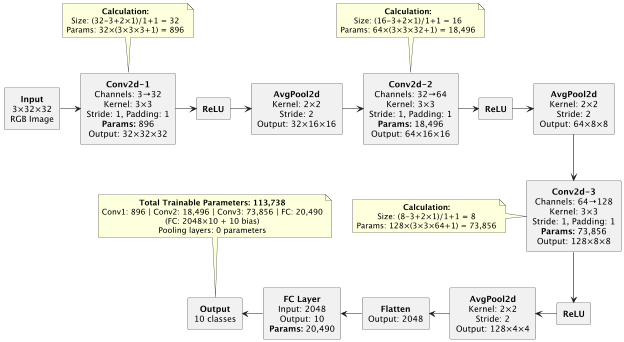 Calculation:
Size: (32−3+2×1)/1+1 = 32
Params: 32×(3×3×3+1) = 896
Calculation:
Size: (16−3+2×1)/1+1 = 16
Params: 64×(3×3×32+1) = 18,496
Input
3×32×32
RGB Image
Conv2d-1
Channels: 3→32
Kernel: 3×3
Stride: 1, Padding: 1
Params: 896
Output: 32×32×32
ReLU
AvgPool2d
Kernel: 2×2
Stride: 2
Output: 32×16×16
Conv2d-2
Channels: 32→64
Kernel: 3×3
Stride: 1, Padding: 1
Params: 18,496
Output: 64×16×16
ReLU
AvgPool2d
Kernel: 2×2
Stride: 2
Output: 64×8×8
Total Trainable Parameters: 113,738
Conv1: 896 | Conv2: 18,496 | Conv3: 73,856 | FC: 20,490
(FC: 2048×10 + 10 bias)
Pooling layers: 0 parameters
Calculation:
Size: (8−3+2×1)/1+1 = 8
Params: 128×(3×3×64+1) = 73,856
Conv2d-3
Channels: 64→128
Kernel: 3×3
Stride: 1, Padding: 1
Params: 73,856
Output: 128×8×8
Output
10 classes
FC Layer
Input: 2048
Output: 10
Params: 20,490
Flatten
Output: 2048
AvgPool2d
Kernel: 2×2
Stride: 2
Output: 128×4×4
ReLU